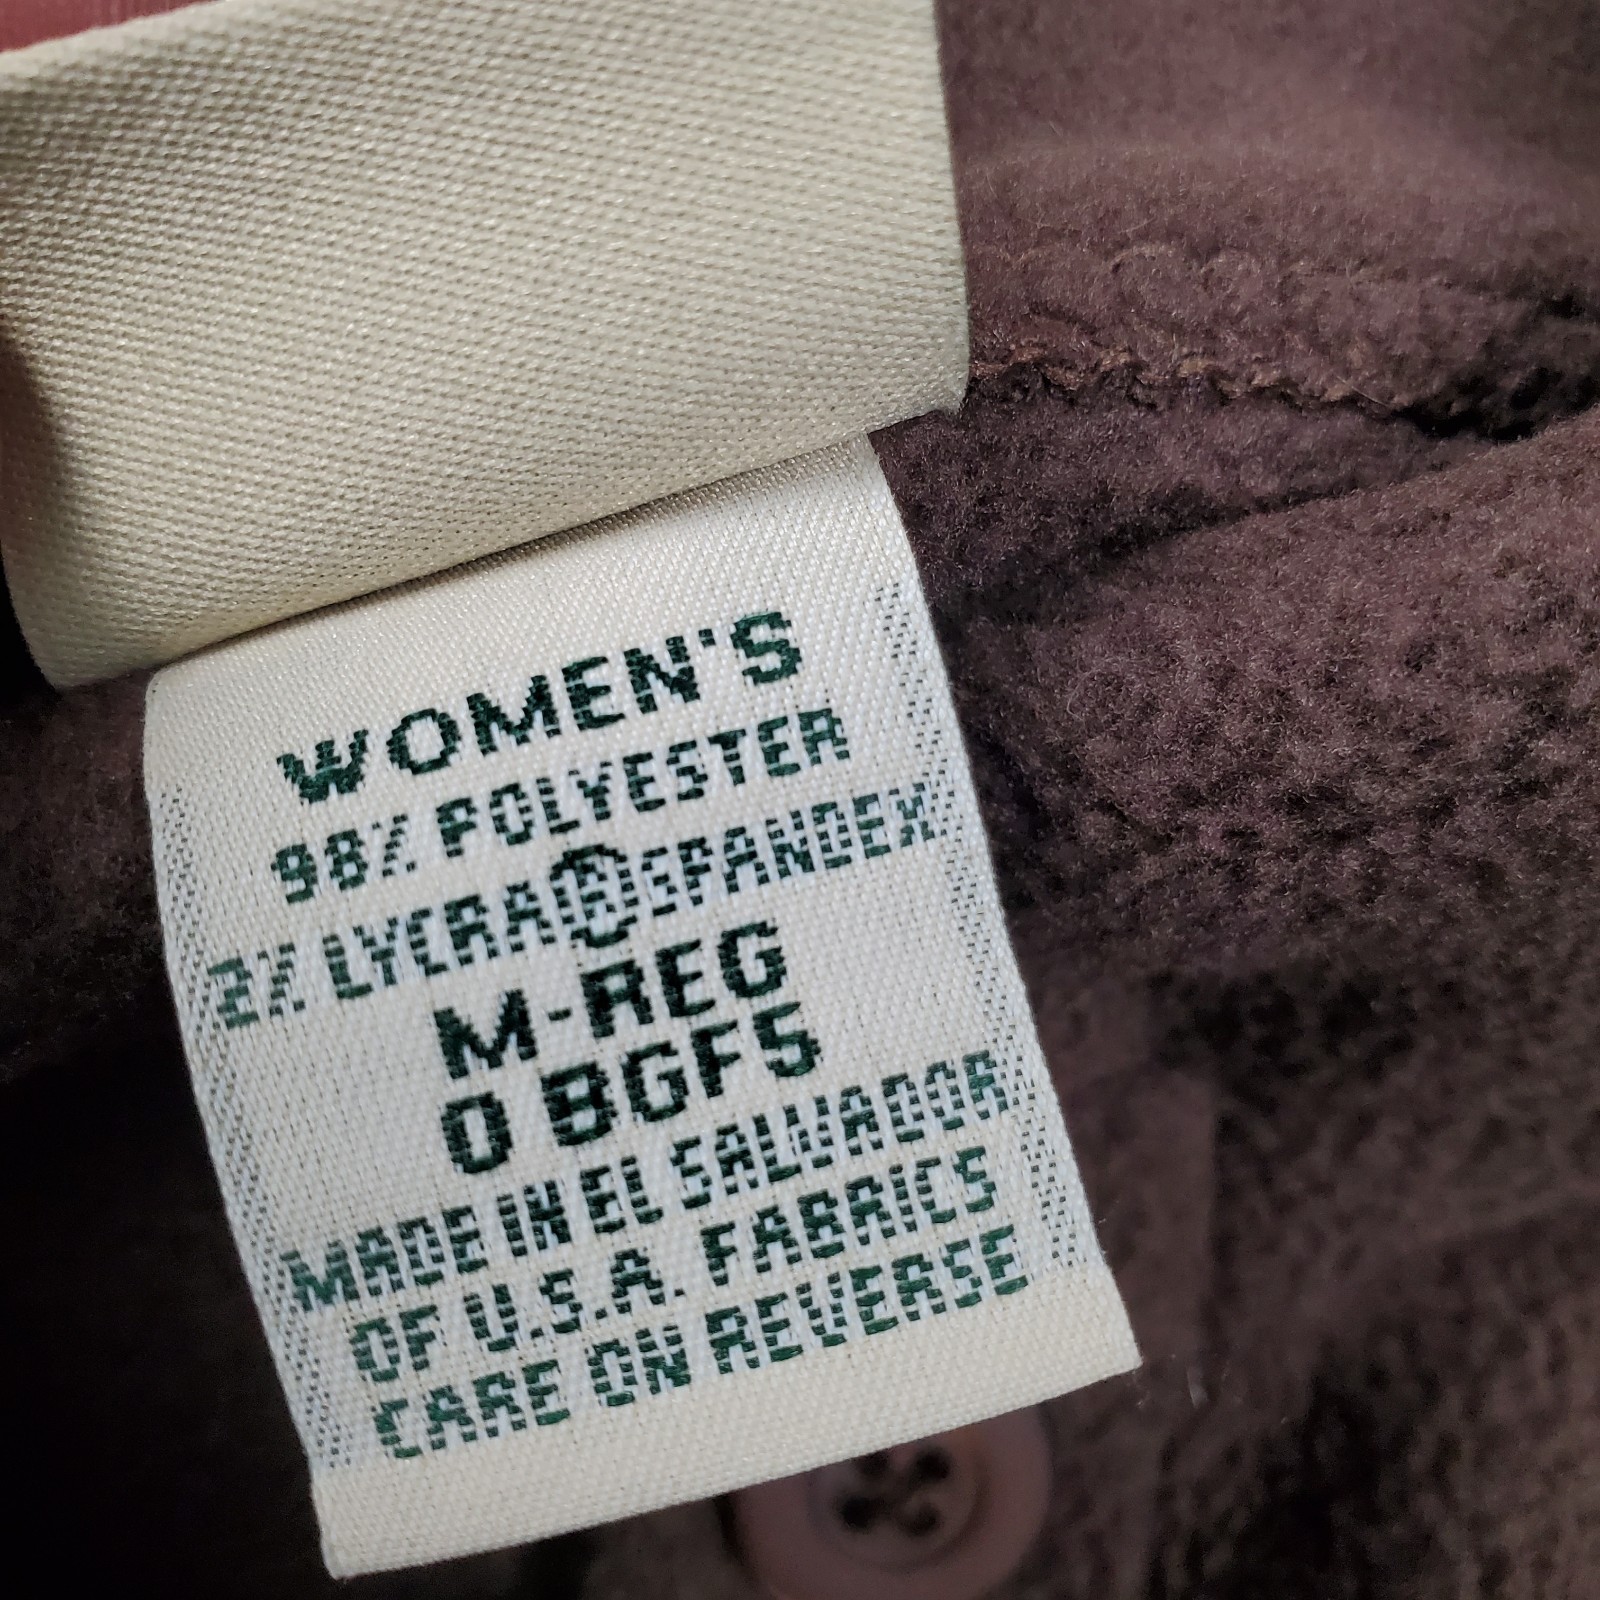 WOMEN'S
98% POLYESTER
2% LYCRA® SPANDEX
M-REG
0 BGF5
MADE IN EL SALVADOR
OF U.S.A. FABRICS
CARE ON REVERSE